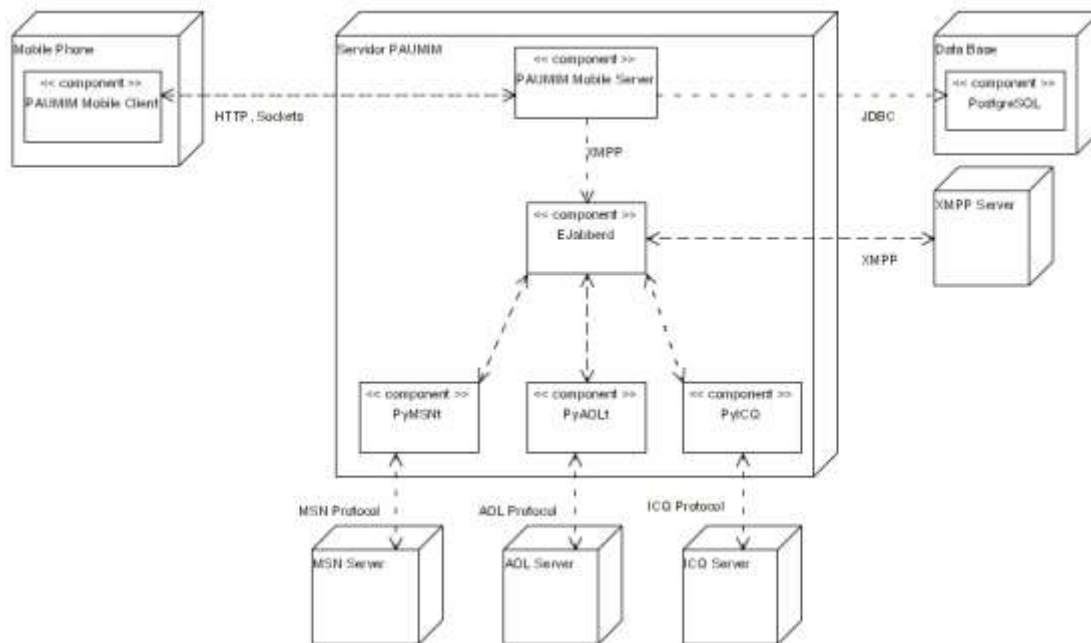 Mobile Phone
<< component >>
PAUMIM Mobile Client
HTTP, Sockets
Servidor PAUMIM
<< component >>
PAUMIM Mobile Server
XMPP
Data Base
<< component >>
PostgreSQL
JDBC
<< component >>
EJabberd
XMPP Server
XMPP
<< component >>
PyMSNt
<< component >>
PyAOLt
<< component >>
PyICQ
MSN Protocol
AOL Protocol
ICQ Protocol
MSN Server
AOL Server
ICQ Server